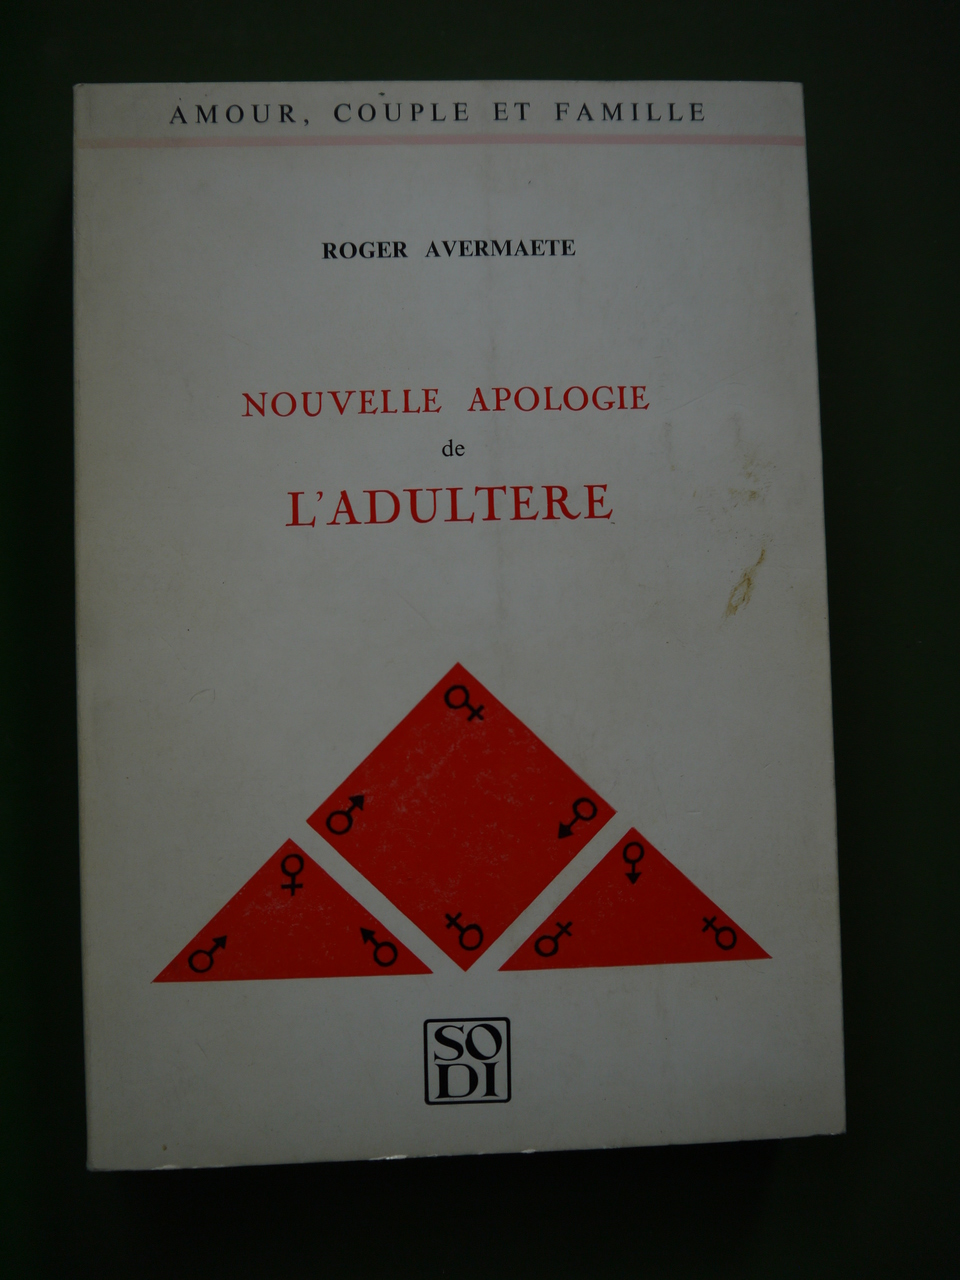 AMOUR, COUPLE ET FAMILLE
ROGER AVERMAETE
NOUVELLE APOLOGIE
de
L'ADULTERE
SO
DI